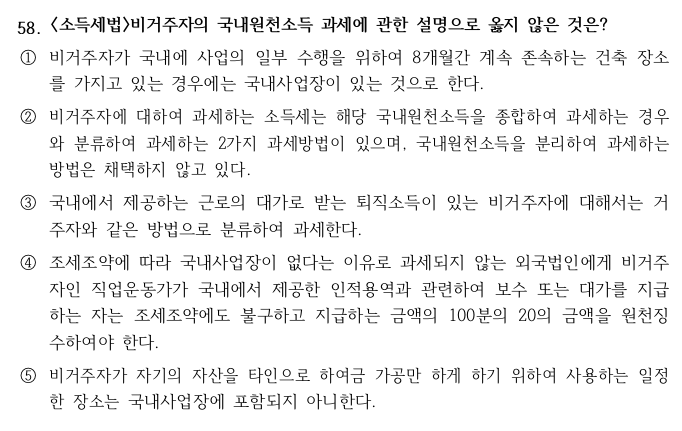 58. <소득세법>비거주자의 국내원천소득 과세에 관한 설명으로 옳지 않은 것은?
① 비거주자가 국내에 사업의 일부 수행을 위하여 8개월간 계속 존속하는 건축 장소
를 가지고 있는 경우에는 국내사업장이 있는 것으로 한다.
② 비거주자에 대하여 과세하는 소득세는 해당 국내원천소득을 종합하여 과세하는 경우
와 분류하여 과세하는 2가지 과세방법이 있으며, 국내원천소득을 분리하여 과세하는
방법은 채택하지 않고 있다.
③ 국내에서 제공하는 근로의 대가로 받는 퇴직소득이 있는 비거주자에 대해서는 거
주자와 같은 방법으로 분류하여 과세한다.
④ 조세조약에 따라 국내사업장이 없다는 이유로 과세되지 않는 외국법인에게 비거주
자인 직업운동가가 국내에서 제공한 인적용역과 관련하여 보수 또는 대가를 지급
하는 자는 조세조약에도 불구하고 지급하는 금액의 100분의 20의 금액을 원천징
수하여야 한다.
⑤ 비거주자가 자기의 자산을 타인으로 하여금 가공만 하게 하기 위하여 사용하는 일정
한 장소는 국내사업장에 포함되지 아니한다.